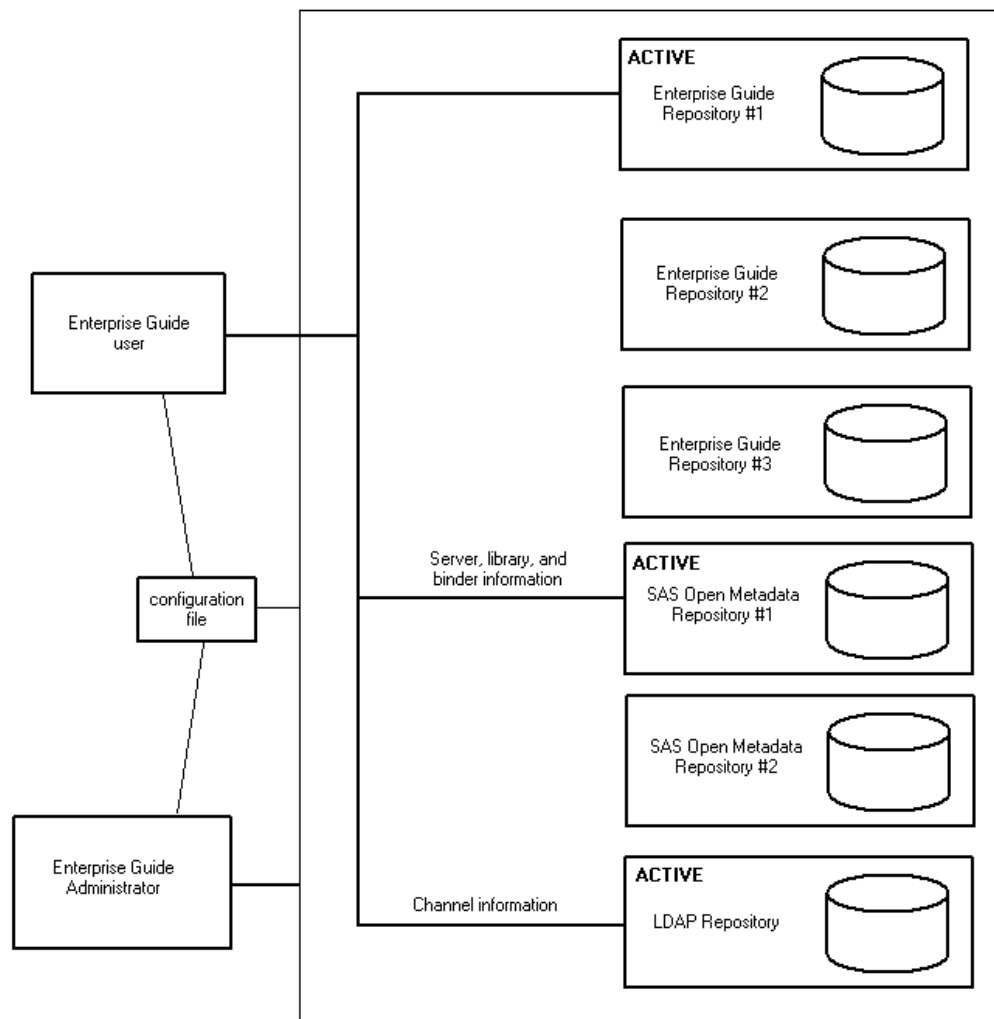 ACTIVE
Enterprise Guide
Repository #1
Enterprise Guide
Repository #2
Enterprise Guide
user
Enterprise Guide
Repository #3
Server, library, and
binder information
ACTIVE
SAS Open Metadata
Repository #1
configuration
file
SAS Open Metadata
Repository #2
Enterprise Guide
Administrator
Channel information
ACTIVE
LDAP Repository